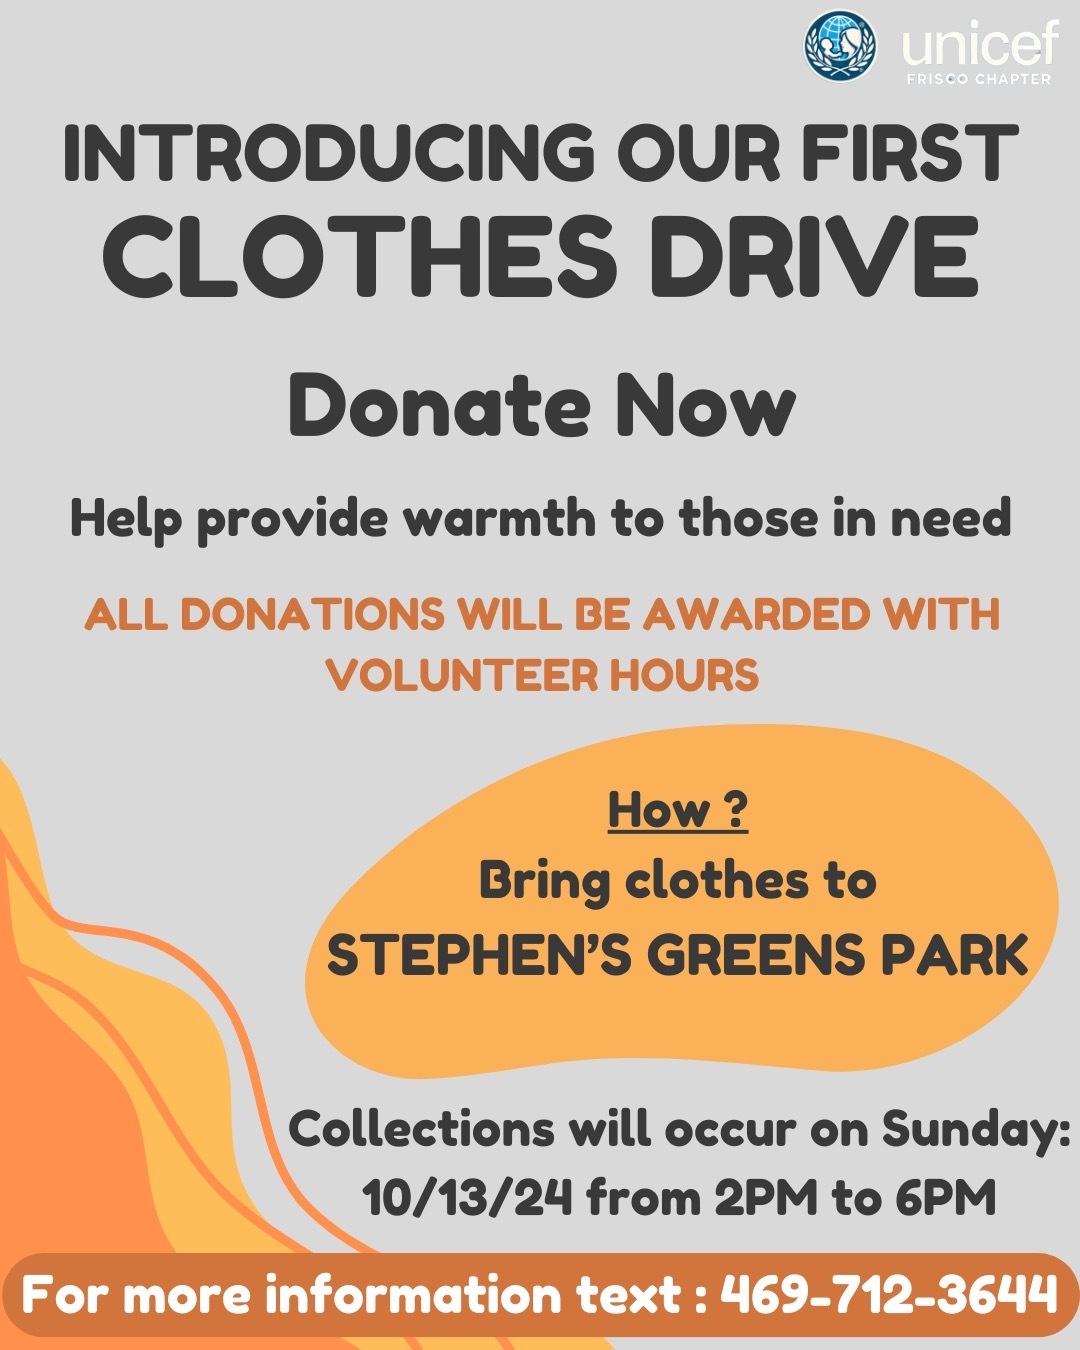 unicef
FRISCO CHAPTER
INTRODUCING OUR FIRST
CLOTHES DRIVE
Donate Now
Help provide warmth to those in need
ALL DONATIONS WILL BE AWARDED WITH
VOLUNTEER HOURS
How ?
Bring clothes to
STEPHEN’S GREENS PARK
Collections will occur on Sunday:
10/13/24 from 2PM to 6PM
For more information text : 469-712-3644